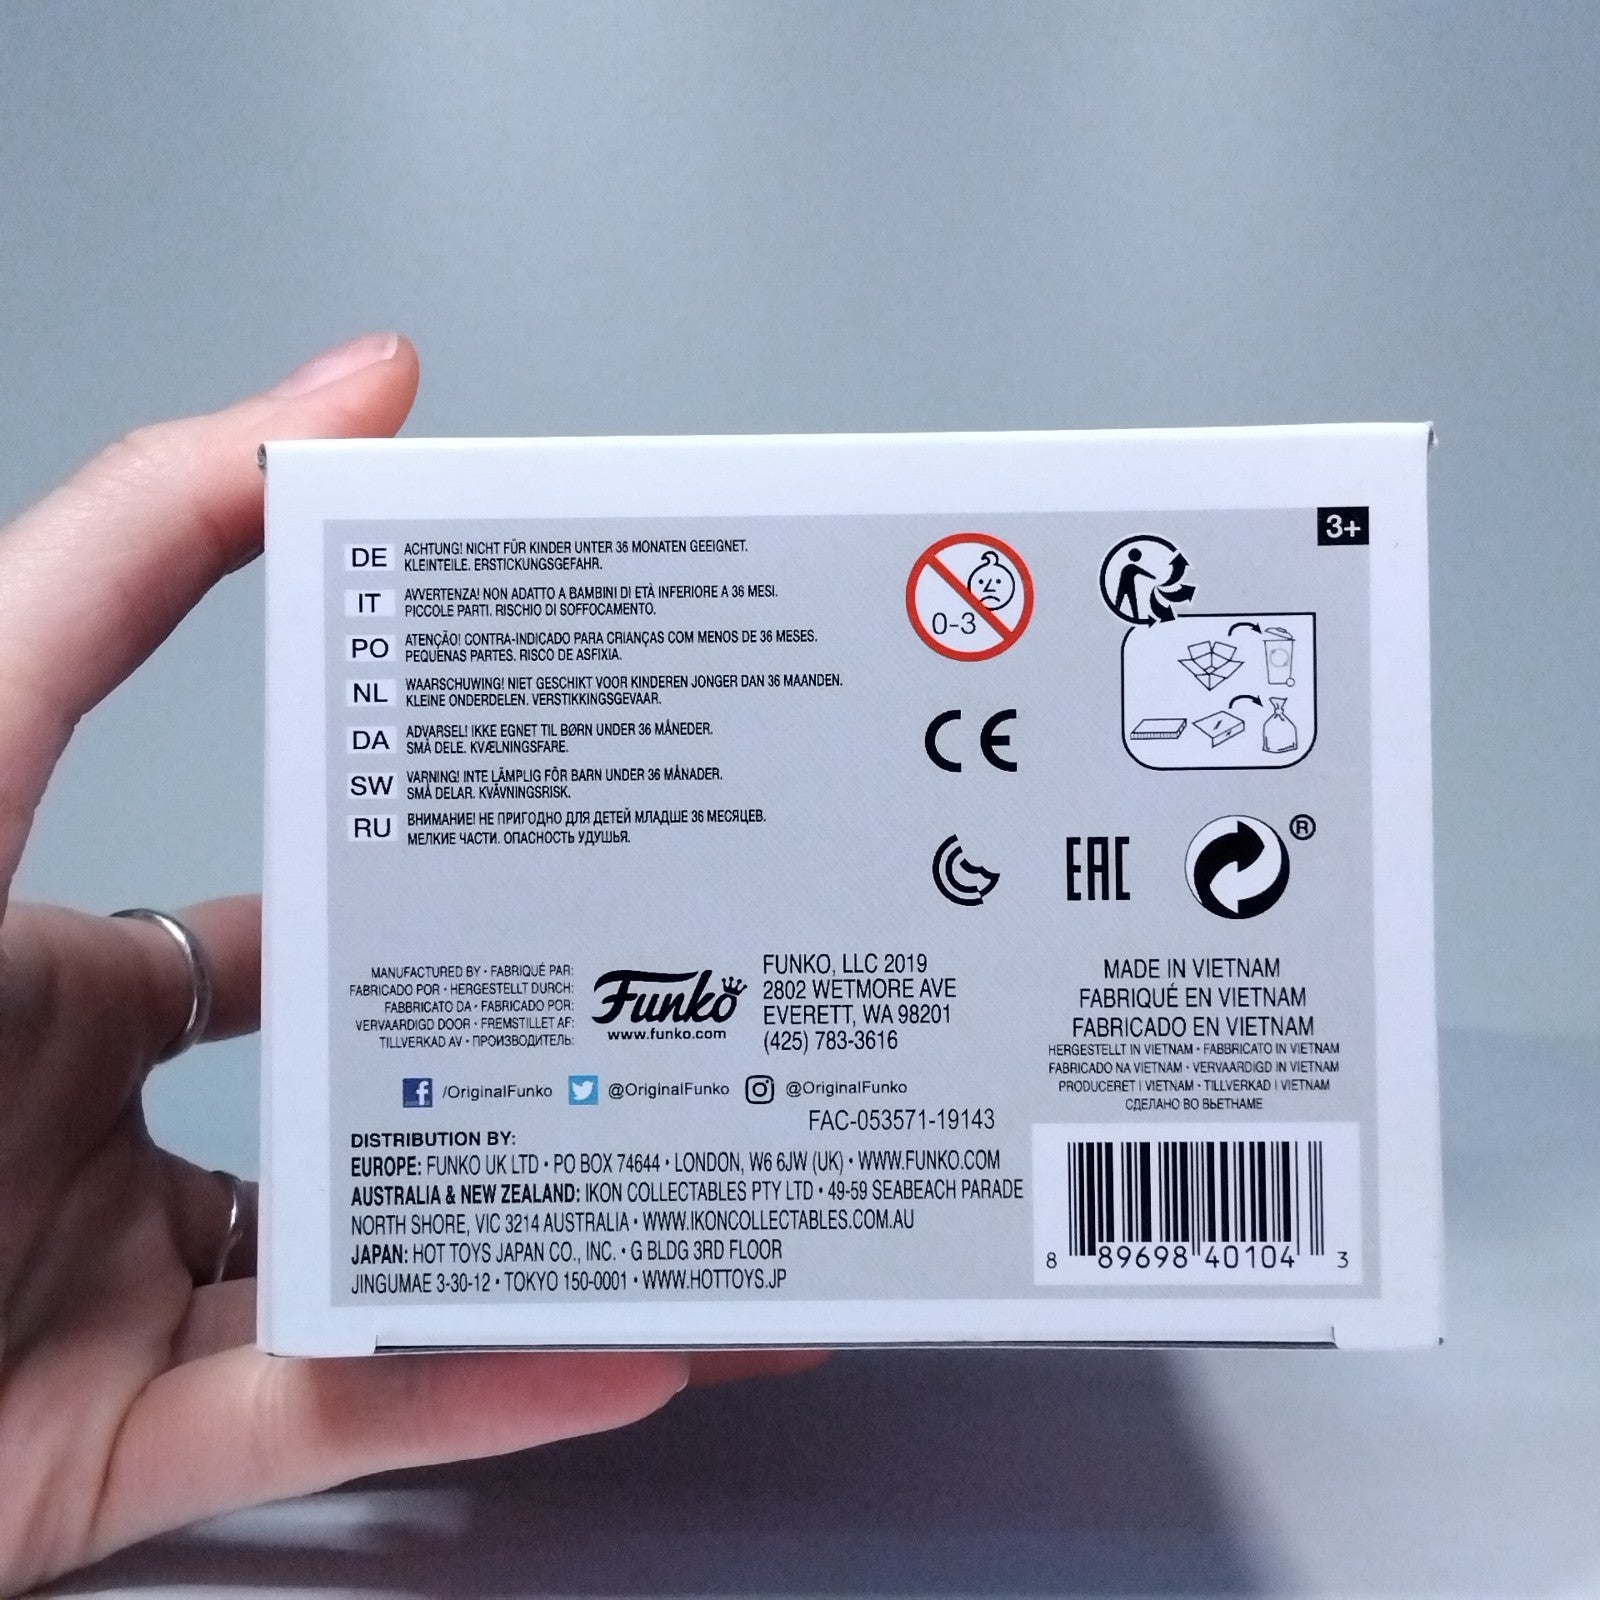 3+
DE ACHTUNG! NICHT FÜR KINDER UNTER 36 MONATEN GEEIGNET.
KLEINTEILE. ERSTICKUNGSGEFAHR.
IT AVVERTENZA! NON ADATTO A BAMBINI DI ETÀ INFERIORE A 36 MESI.
PICCOLE PARTI. RISCHIO DI SOFFOCAMENTO.
PO ATENÇÃO! CONTRA-INDICADO PARA CRIANÇAS COM MENOS DE 36 MESES.
PEQUENAS PARTES. RISCO DE ASFIXIA.
NL WAARSCHUWING! NIET GESCHIKT VOOR KINDEREN JONGER DAN 36 MAANDEN.
KLEINE ONDERDELEN. VERSTIKKINGSGEVAAR.
DA ADVARSEL! IKKE EGNET TIL BØRN UNDER 36 MÅNEDER.
SMÅ DELE. KVÆLNINGSFARE.
SW VARNING! INTE LÄMPLIG FÖR BARN UNDER 36 MÅNADER.
SMÅ DELAR. KVÄVNINGSRISK.
RU ВНИМАНИЕ! НЕ ПРИГОДНО ДЛЯ ДЕТЕЙ МЛАДШЕ 36 МЕСЯЦЕВ.
МЕЛКИЕ ЧАСТИ. ОПАСНОСТЬ УДУШЬЯ.
0-3
CE
EAC
®
MANUFACTURED BY • FABRIQUÉ PAR:
FABRICADO POR • HERGESTELLT DURCH:
FABBRICATO DA • FABRICADO POR:
VERVAARDIGD DOOR • FREMSTILLET AF:
TILLVERKAD AV • ПРОИЗВОДИТЕЛЬ:
Funko
www.funko.com
FUNKO, LLC 2019
2802 WETMORE AVE
EVERETT, WA 98201
(425) 783-3616
MADE IN VIETNAM
FABRIQUÉ EN VIETNAM
FABRICADO EN VIETNAM
HERGESTELLT IN VIETNAM • FABBRICATO IN VIETNAM
FABRICADO NA VIETNAM • VERVAARDIGD IN VIETNAM
PRODUCERET I VIETNAM • TILLVERKAD I VIETNAM
СДЕЛАНО ВО ВЬЕТНАМЕ
/OriginalFunko @OriginalFunko @OriginalFunko
FAC-053571-19143
DISTRIBUTION BY:
EUROPE: FUNKO UK LTD • PO BOX 74644 • LONDON, W6 6JW (UK) • WWW.FUNKO.COM
AUSTRALIA & NEW ZEALAND: IKON COLLECTABLES PTY LTD • 49-59 SEABEACH PARADE
NORTH SHORE, VIC 3214 AUSTRALIA • WWW.IKONCOLLECTABLES.COM.AU
JAPAN: HOT TOYS JAPAN CO., INC. • G BLDG 3RD FLOOR
JINGUMAE 3-30-12 • TOKYO 150-0001 • WWW.HOTTOYS.JP
8 89698 40104 3